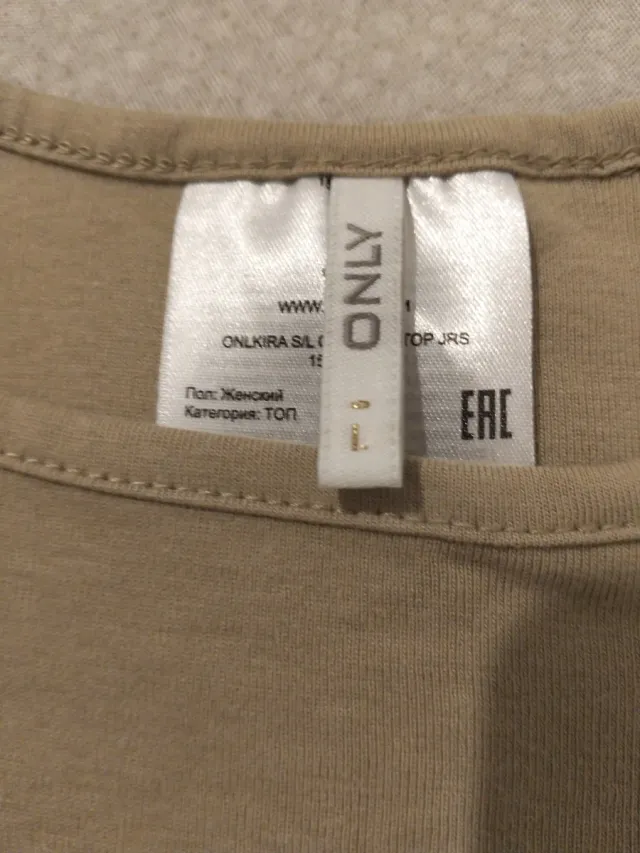 ONLY
L
WWW.
ONLKIRA S/L TOP JRS
15
Пол: Женский
Категория: ТОП
EAC